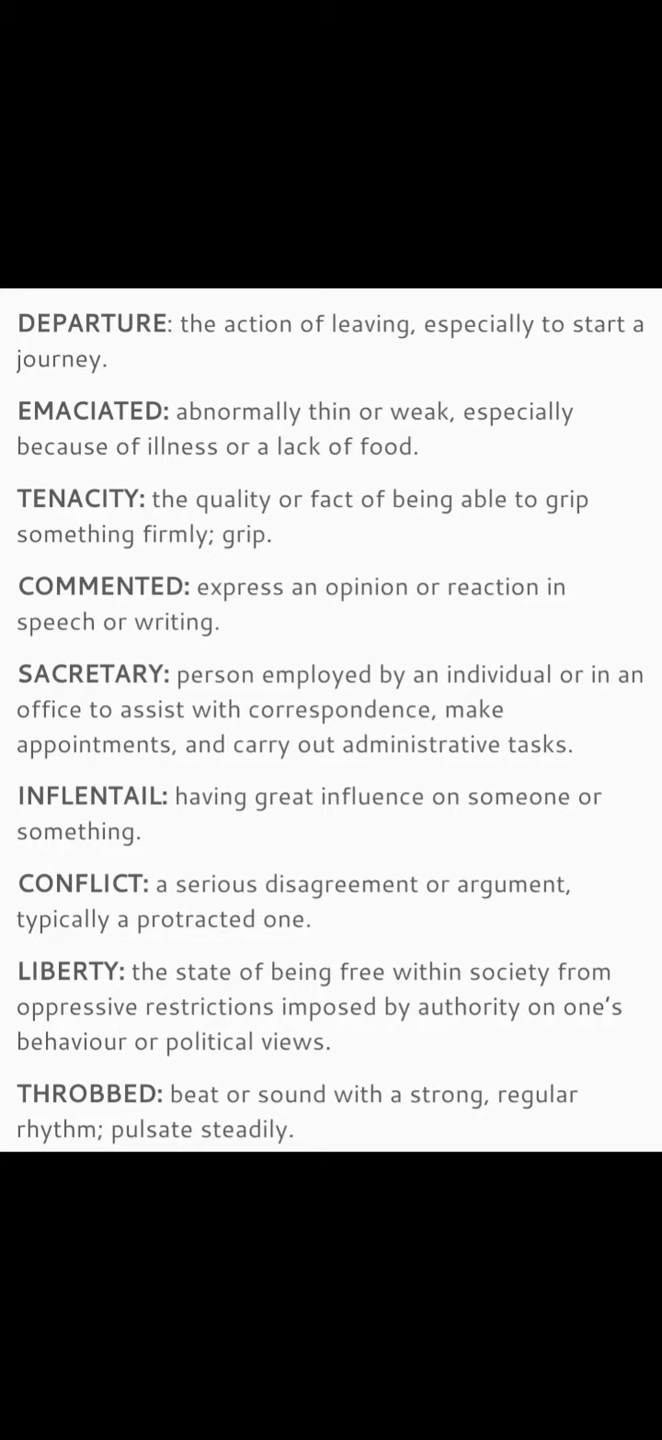 DEPARTURE: the action of leaving, especially to start a
journey.
EMACIATED: abnormally thin or weak, especially
because of illness or a lack of food.
TENACITY: the quality or fact of being able to grip
something firmly; grip.
COMMENTED: express an opinion or reaction in
speech or writing.
SACRETARY: person employed by an individual or in an
office to assist with correspondence, make
appointments, and carry out administrative tasks.
INFLENTAIL: having great influence on someone or
something.
CONFLICT: a serious disagreement or argument,
typically a protracted one.
LIBERTY: the state of being free within society from
oppressive restrictions imposed by authority on one’s
behaviour or political views.
THROBBED: beat or sound with a strong, regular
rhythm; pulsate steadily.